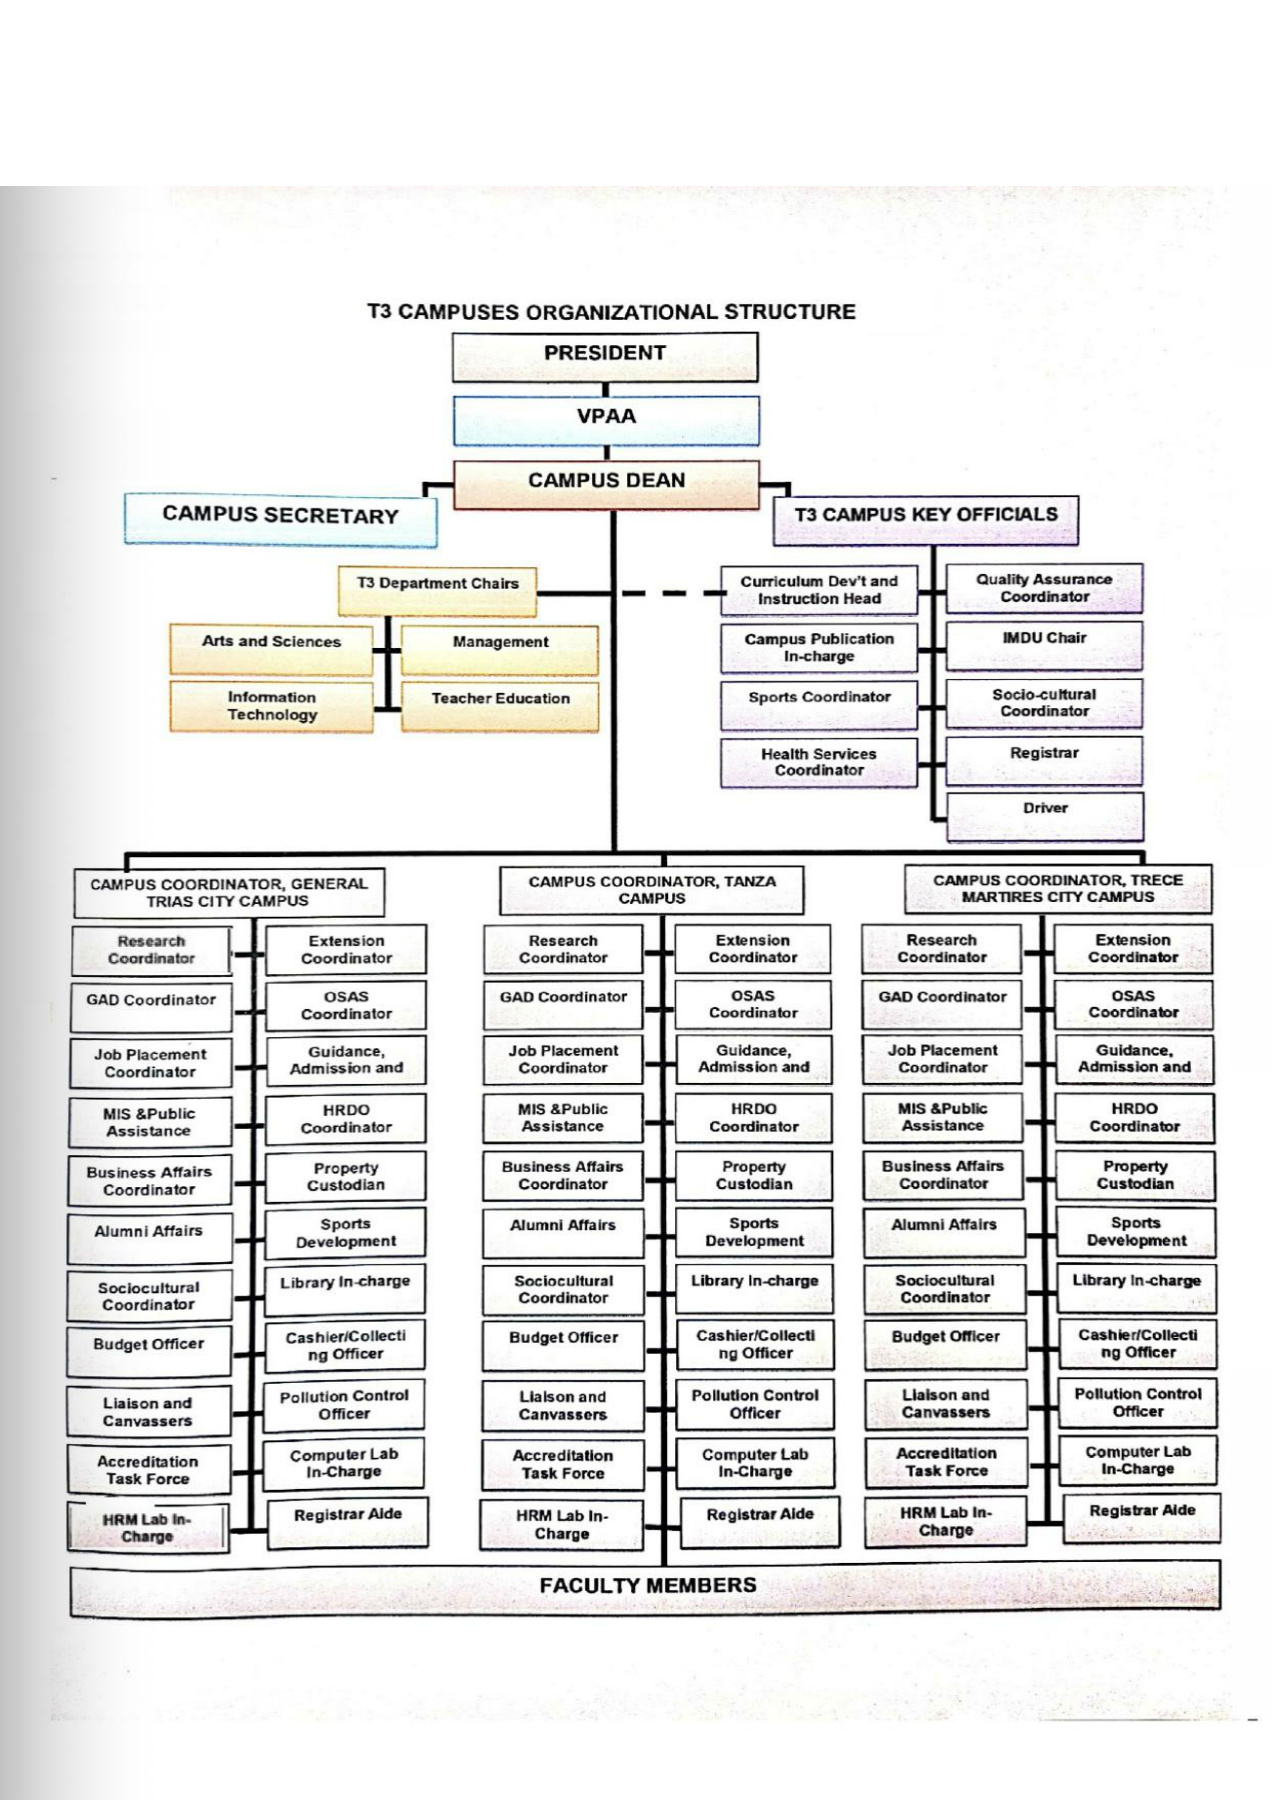 T3 CAMPUSES ORGANIZATIONAL STRUCTURE
PRESIDENT
VPAA
CAMPUS DEAN
CAMPUS SECRETARY
T3 CAMPUS KEY OFFICIALS
T3 Department Chairs
Arts and Sciences
Management
Information
Technology
Teacher Education
Curriculum Dev't and
Instruction Head
Quality Assurance
Coordinator
Campus Publication
In-charge
IMDU Chair
Sports Coordinator
Socio-cultural
Coordinator
Health Services
Coordinator
Registrar
Driver
CAMPUS COORDINATOR, GENERAL
TRIAS CITY CAMPUS
Research
Coordinator
Extension
Coordinator
GAD Coordinator
OSAS
Coordinator
Job Placement
Coordinator
Guidance,
Admission and
MIS &Public
Assistance
HRDO
Coordinator
Business Affairs
Coordinator
Property
Custodian
Alumni Affairs
Sports
Development
Sociocultural
Coordinator
Library In-charge
Budget Officer
Cashier/Collecti
ng Officer
Liaison and
Canvassers
Pollution Control
Officer
Accreditation
Task Force
Computer Lab
In-Charge
HRM Lab In-
Charge
Registrar Aide
CAMPUS COORDINATOR, TANZA
CAMPUS
Research
Coordinator
Extension
Coordinator
GAD Coordinator
OSAS
Coordinator
Job Placement
Coordinator
Guidance,
Admission and
MIS &Public
Assistance
HRDO
Coordinator
Business Affairs
Coordinator
Property
Custodian
Alumni Affairs
Sports
Development
Sociocultural
Coordinator
Library In-charge
Budget Officer
Cashier/Collecti
ng Officer
Liaison and
Canvassers
Pollution Control
Officer
Accreditation
Task Force
Computer Lab
In-Charge
HRM Lab In-
Charge
Registrar Aide
CAMPUS COORDINATOR, TRECE
MARTIRES CITY CAMPUS
Research
Coordinator
Extension
Coordinator
GAD Coordinator
OSAS
Coordinator
Job Placement
Coordinator
Guidance,
Admission and
MIS &Public
Assistance
HRDO
Coordinator
Business Affairs
Coordinator
Property
Custodian
Alumni Affairs
Sports
Development
Sociocultural
Coordinator
Library In-charge
Budget Officer
Cashier/Collecti
ng Officer
Liaison and
Canvassers
Pollution Control
Officer
Accreditation
Task Force
Computer Lab
In-Charge
HRM Lab In-
Charge
Registrar Aide
FACULTY MEMBERS